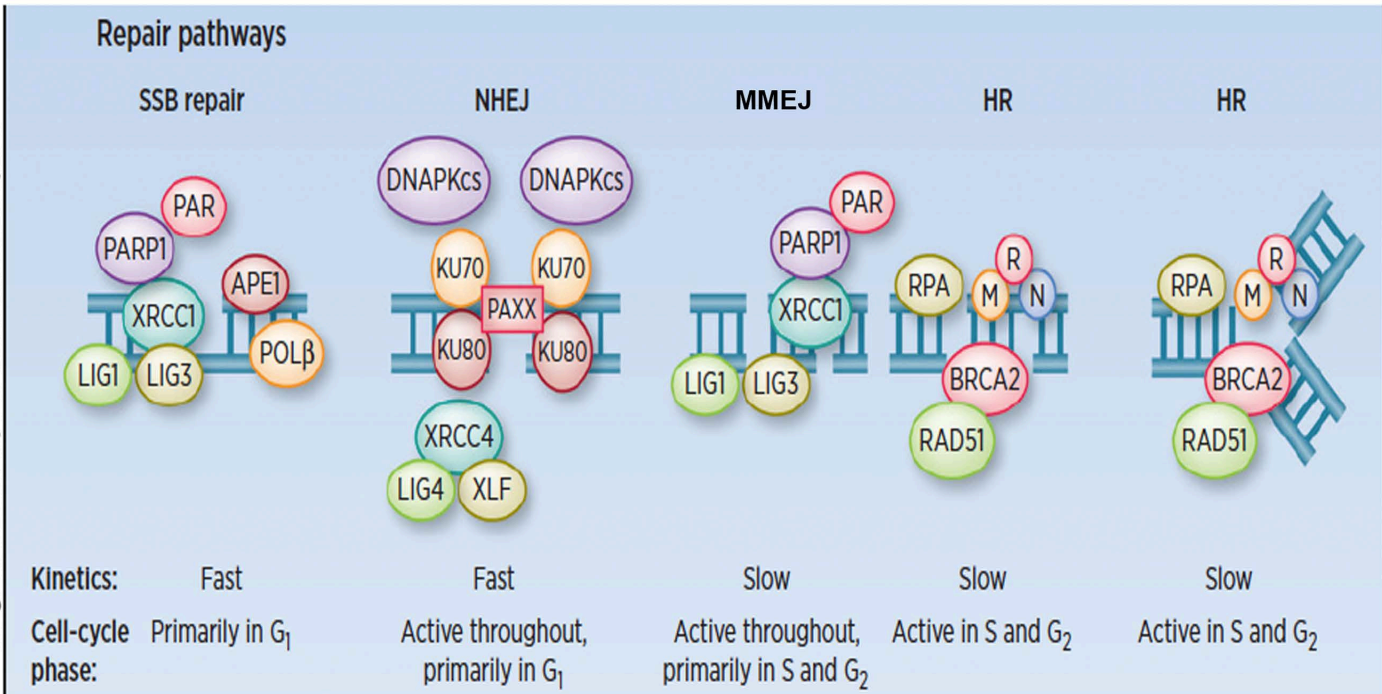 Repair pathways
SSB repair
NHEJ
MMEJ
HR
HR
PAR
PARP1
APE1
XRCC1
POLβ
LIG1
LIG3
DNAPKcs
DNAPKcs
KU70
KU70
PAXX
KU80
KU80
XRCC4
LIG4
XLF
PAR
PARP1
XRCC1
LIG1
LIG3
R
RPA
M
N
BRCA2
RAD51
R
RPA
M
N
BRCA2
RAD51
Kinetics: Fast Fast Slow Slow Slow
Cell-cycle Primarily in G₁ Active throughout, Active throughout, Active in S and G₂ Active in S and G₂
phase: primarily in G₁ primarily in S and G₂